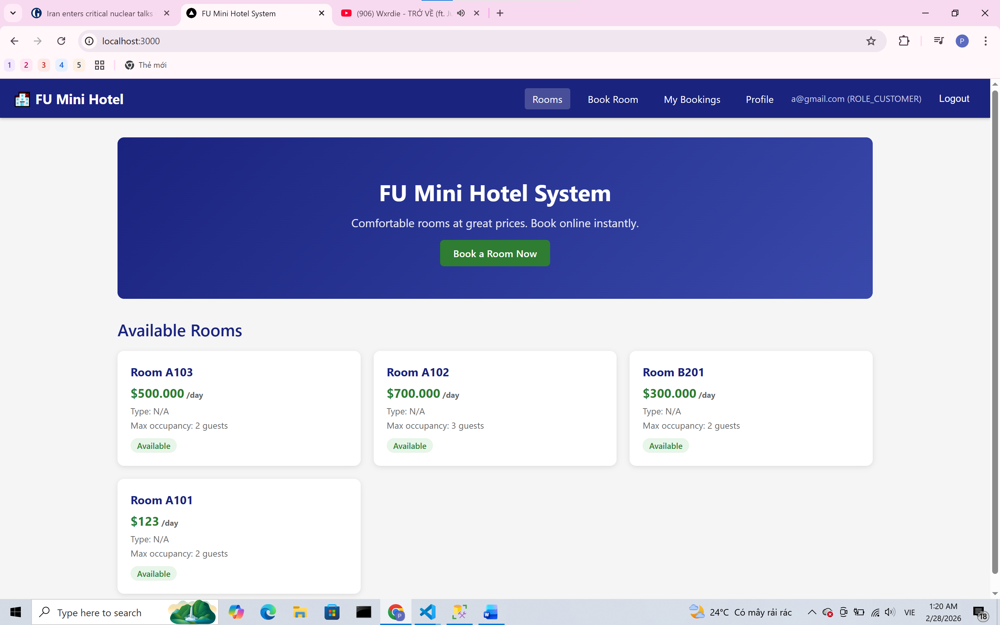 Iran enters critical nuclear talks
FU Mini Hotel System
(906) Wxrdie - TRỞ VỀ (ft. Ju
localhost:3000
P
1 2 3 4 5 Thẻ mới
FU Mini Hotel
Rooms Book Room My Bookings Profile a@gmail.com (ROLE_CUSTOMER) Logout
FU Mini Hotel System
Comfortable rooms at great prices. Book online instantly.
Book a Room Now
Available Rooms
Room A103
$500.000 /day
Type: N/A
Max occupancy: 2 guests
Available
Room A102
$700.000 /day
Type: N/A
Max occupancy: 3 guests
Available
Room B201
$300.000 /day
Type: N/A
Max occupancy: 2 guests
Available
Room A101
$123 /day
Type: N/A
Max occupancy: 2 guests
Available
Type here to search
24°C Có mây rải rác
VIE
1:20 AM
2/28/2026
18